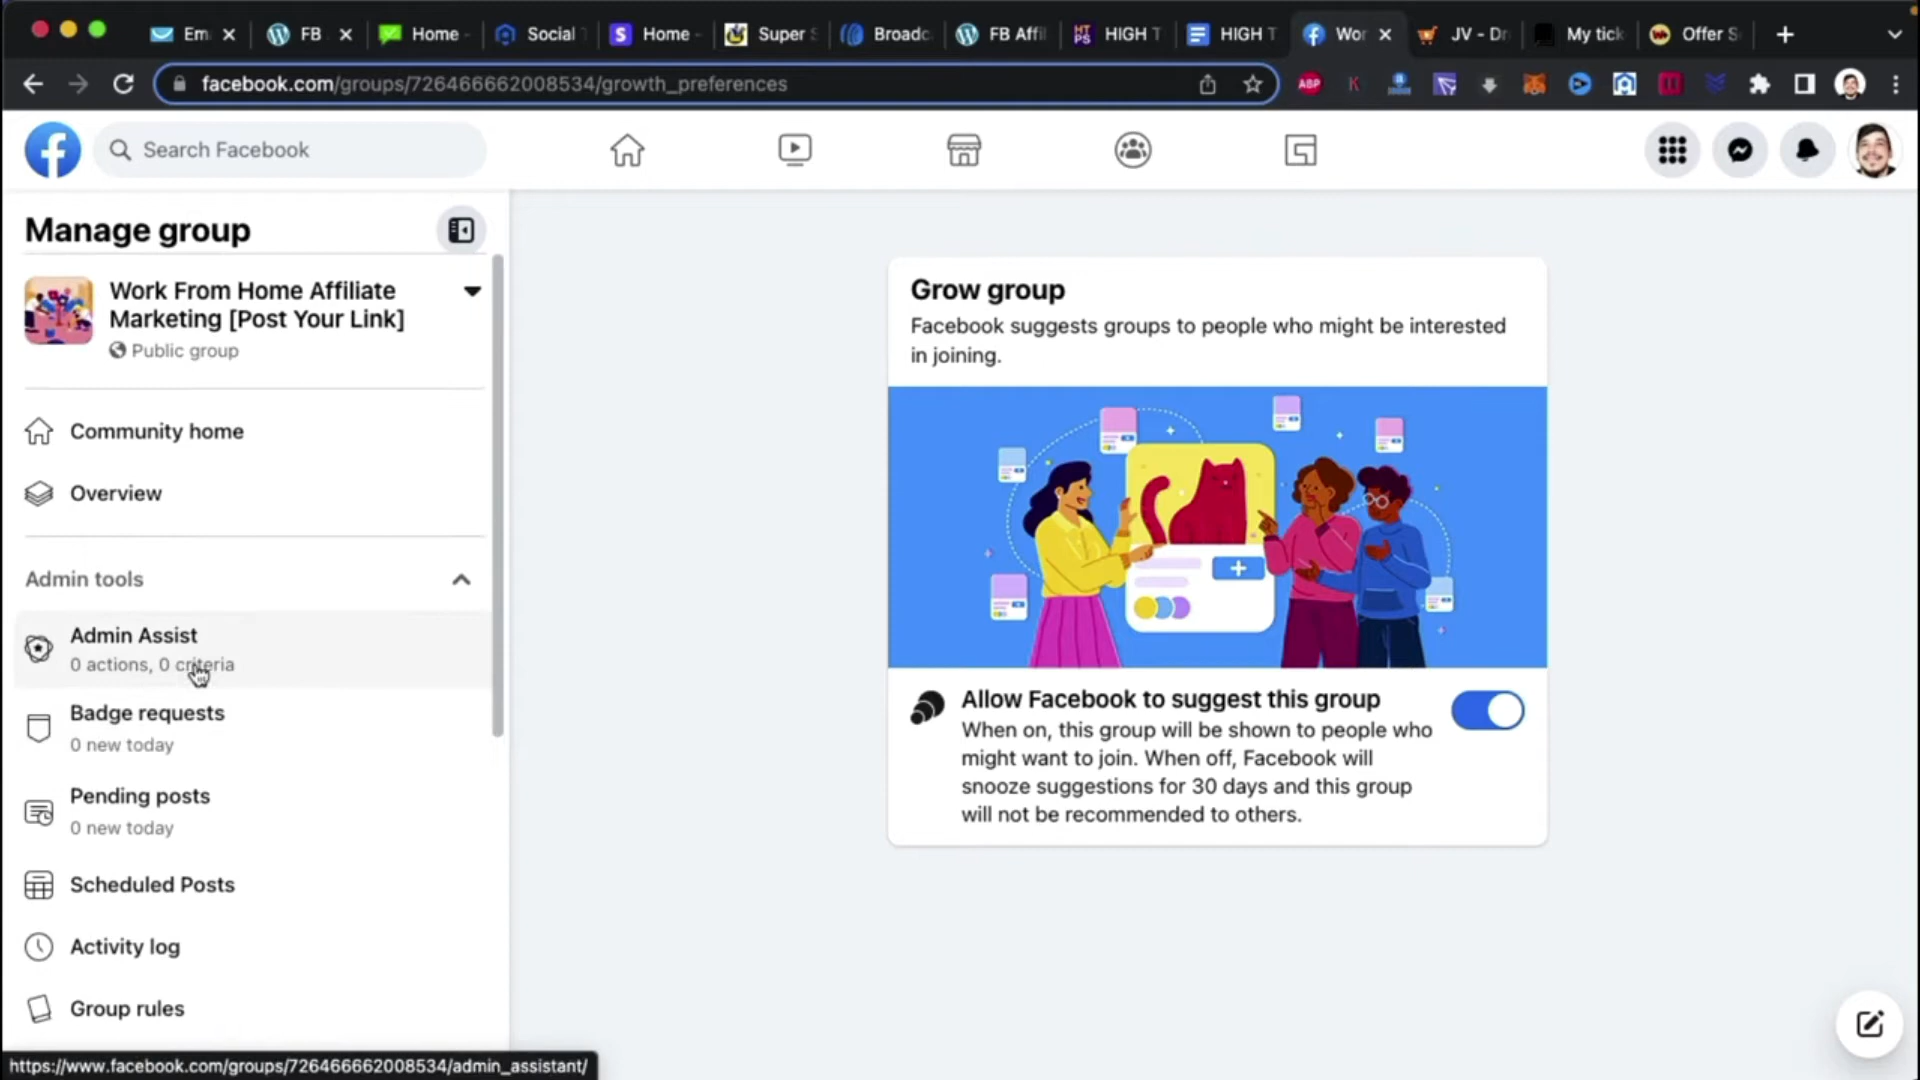 Em
FB
Home
Social
S Home
Super
Broadc
FB Affil
HT PS HIGH T
HIGH T
Wor
JV - Dr
My tick
Offer S
facebook.com/groups/726466662008534/growth_preferences
ABP
K
Search Facebook
Manage group
Work From Home Affiliate
Marketing [Post Your Link]
Public group
Community home
Overview
Admin tools
Admin Assist
0 actions, 0 criteria
Badge requests
0 new today
Pending posts
0 new today
Scheduled Posts
Activity log
Group rules
Grow group
Facebook suggests groups to people who might be interested
in joining.
Allow Facebook to suggest this group
When on, this group will be shown to people who
might want to join. When off, Facebook will
snooze suggestions for 30 days and this group
will not be recommended to others.
https://www.facebook.com/groups/726466662008534/admin_assistant/